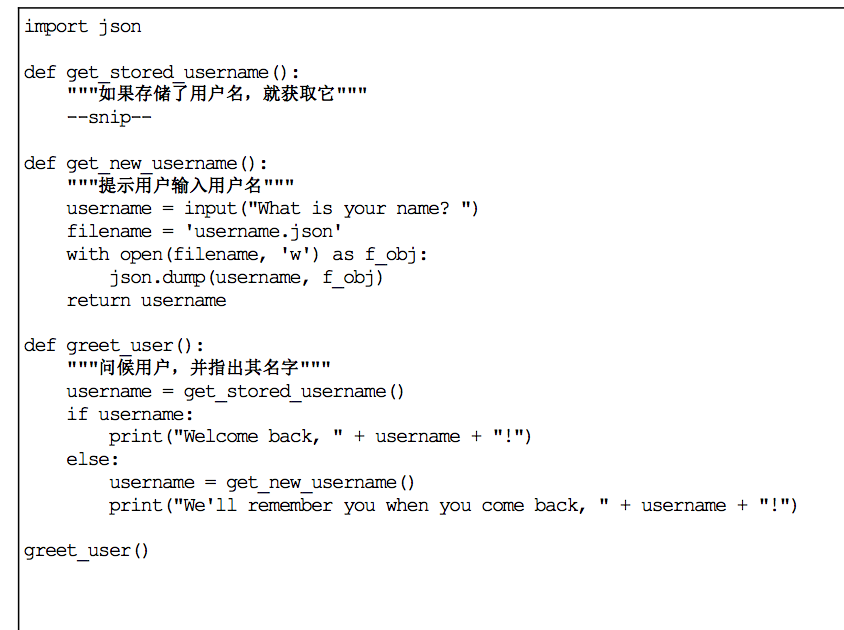 import json
def get_stored_username():
    """如果存储了用户名，就获取它"""
    --snip--
def get_new_username():
    """提示用户输入用户名"""
    username = input("What is your name? ")
    filename = 'username.json'
    with open(filename, 'w') as f_obj:
        json.dump(username, f_obj)
    return username
def greet_user():
    """问候用户，并指出其名字"""
    username = get_stored_username()
    if username:
        print("Welcome back, " + username + "!")
    else:
        username = get_new_username()
        print("We'll remember you when you come back, " + username + "!")
greet_user()